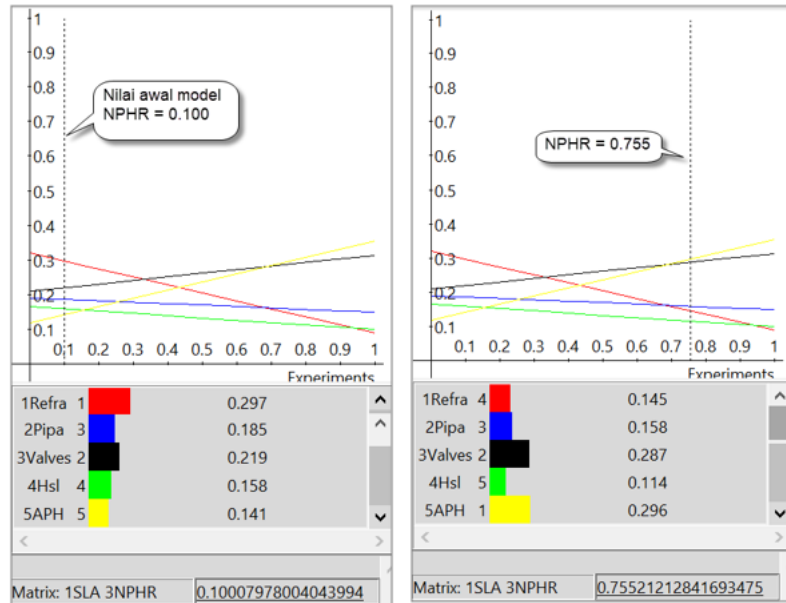 1
0.9
0.8
Nilai awal model
NPHR = 0.100
0.7
0.6
0.5
0.4
0.3
0.2
0.1
0.1 0.2 0.3 0.4 0.5 0.6 0.7 0.8 0.9 1
Experiments
1Refra 1 0.297
2Pipa 3 0.185
3Valves 2 0.219
4Hsl 4 0.158
5APH 5 0.141
Matrix: 1SLA 3NPHR 0.10007978004043994
1
0.9
0.8
0.7
NPHR = 0.755
0.6
0.5
0.4
0.3
0.2
0.1
0.1 0.2 0.3 0.4 0.5 0.6 0.7 0.8 0.9 1
Experiments
1Refra 4 0.145
2Pipa 3 0.158
3Valves 2 0.287
4Hsl 5 0.114
5APH 1 0.296
Matrix: 1SLA 3NPHR 0.75521212841693475